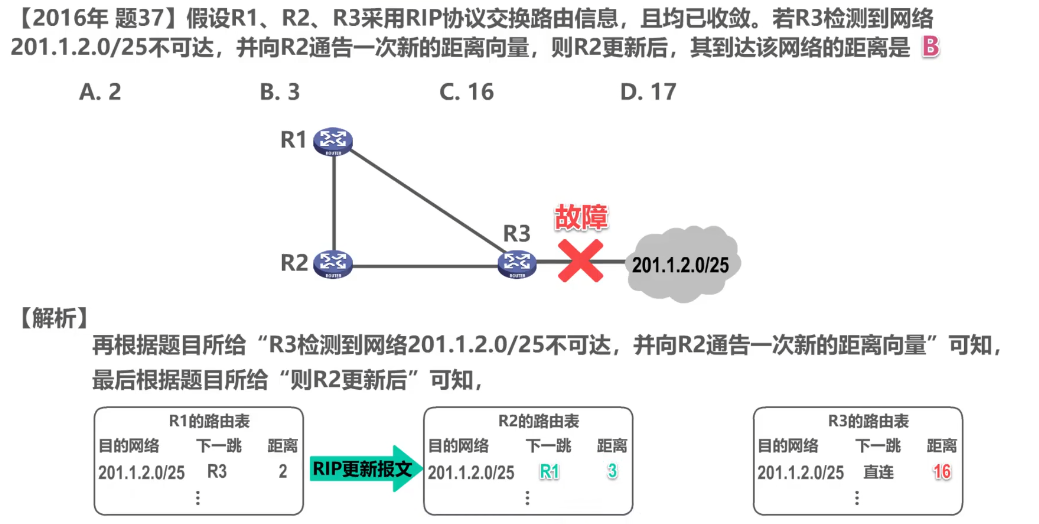 【2016年 题37】假设R1、R2、R3采用RIP协议交换路由信息，且均已收敛。若R3检测到网络
201.1.2.0/25不可达，并向R2通告一次新的距离向量，则R2更新后，其到达该网络的距离是 B
A. 2 B. 3 C. 16 D. 17
R1
ROUTER
故障
R3
R2
ROUTER
ROUTER
201.1.2.0/25
【解析】
再根据题目所给“R3检测到网络201.1.2.0/25不可达，并向R2通告一次新的距离向量”可知，
最后根据题目所给“则R2更新后”可知，
R1的路由表
目的网络 下一跳 距离
201.1.2.0/25 R3 2
⋮
RIP更新报文
R2的路由表
目的网络 下一跳 距离
201.1.2.0/25 R1 3
⋮
R3的路由表
目的网络 下一跳 距离
201.1.2.0/25 直连 16
⋮